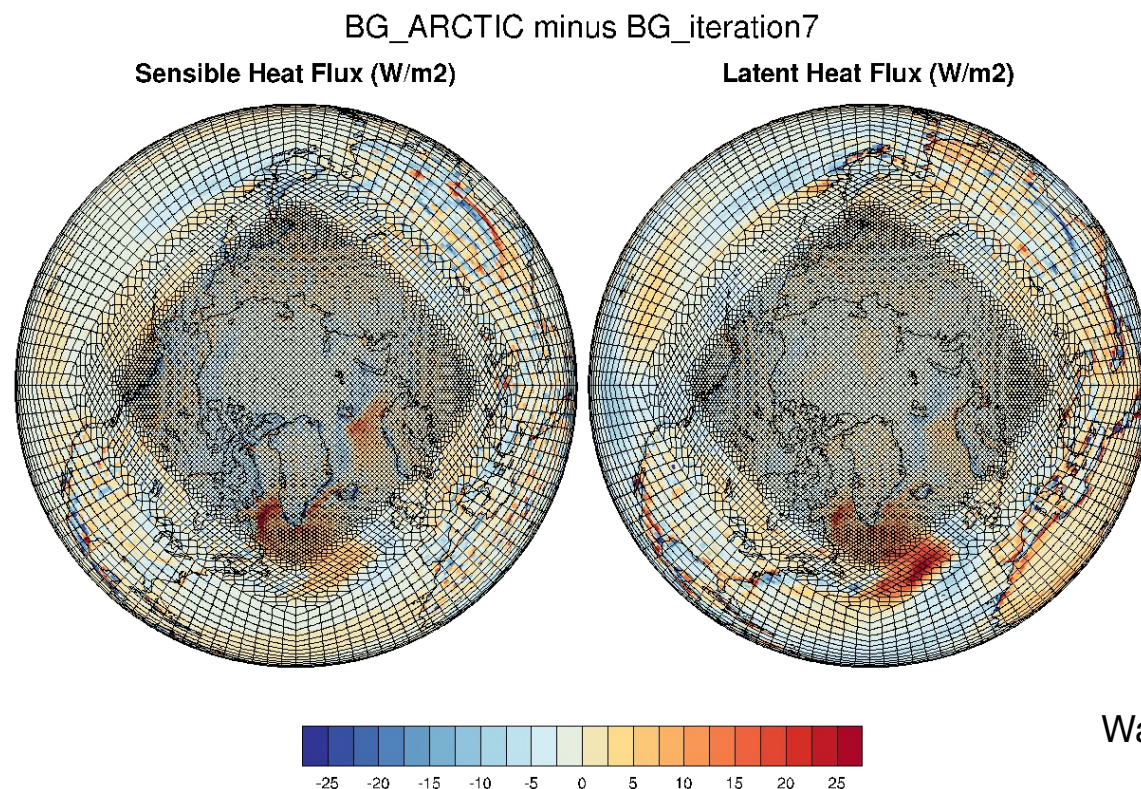 BG_ARCTIC minus BG_iteration7
Sensible Heat Flux (W/m2)
Latent Heat Flux (W/m2)
Wa
-25 -20 -15 -10 -5 0 5 10 15 20 25